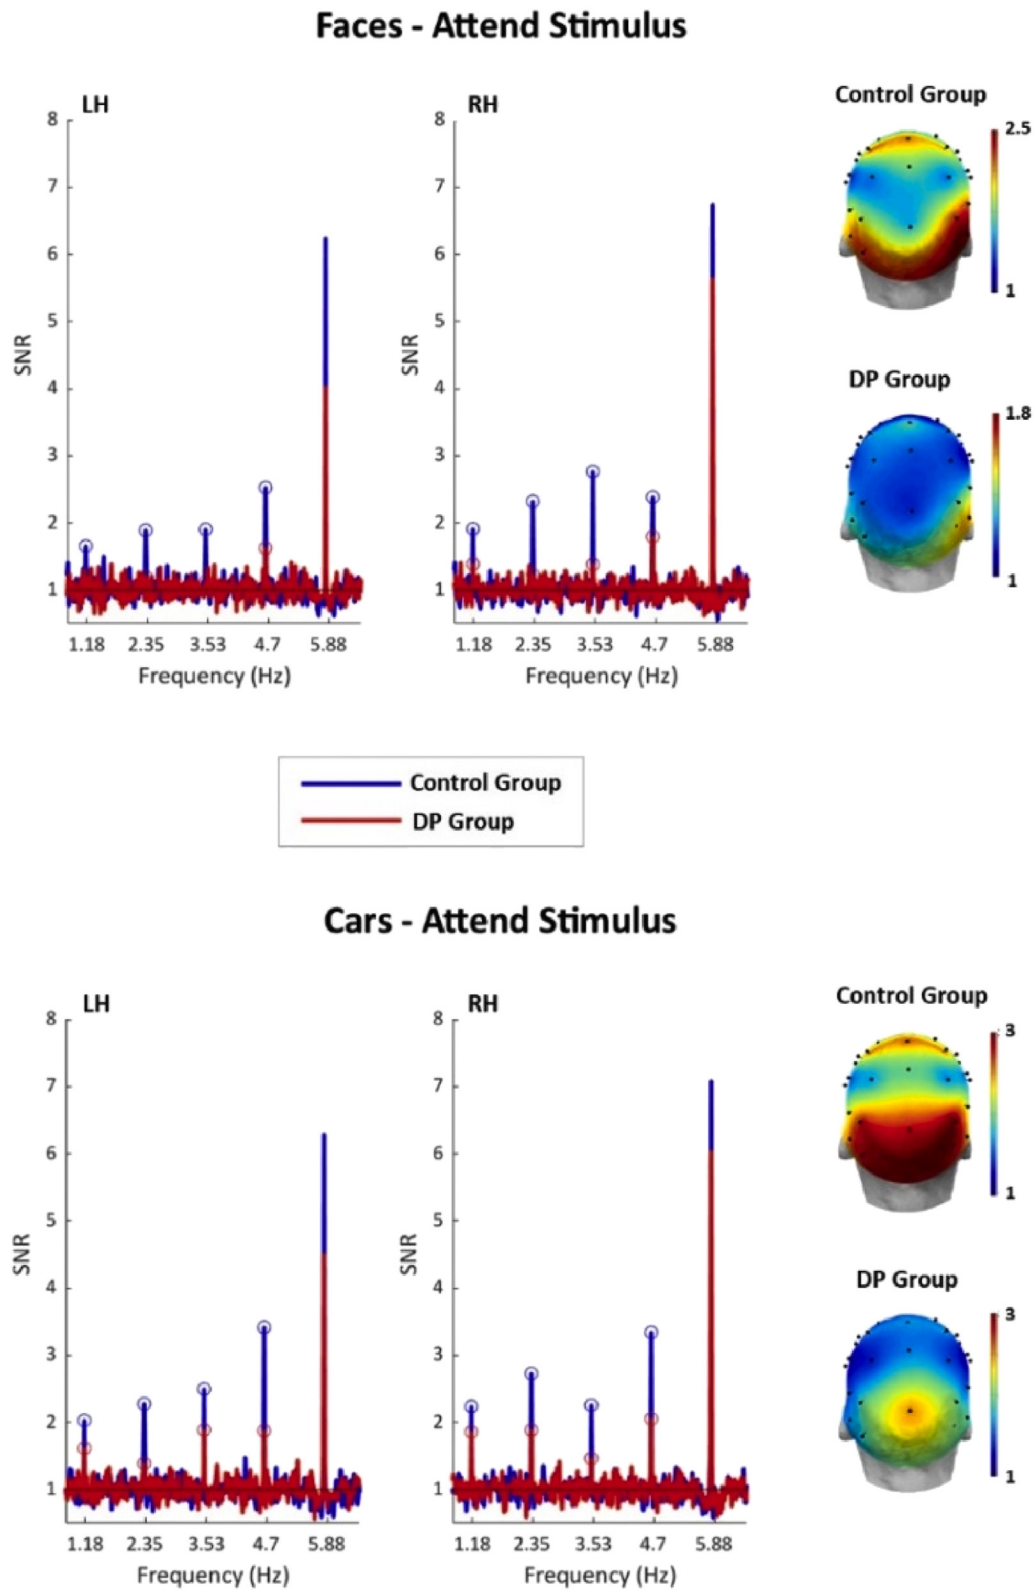 Faces - Attend Stimulus
LH
8
7
6
5
4
3
2
1
SNR
1.18 2.35 3.53 4.7 5.88
Frequency (Hz)
RH
8
7
6
5
4
3
2
1
SNR
1.18 2.35 3.53 4.7 5.88
Frequency (Hz)
Control Group
2.5
1
DP Group
1.8
1
Control Group
DP Group
Cars - Attend Stimulus
LH
8
7
6
5
4
3
2
1
SNR
1.18 2.35 3.53 4.7 5.88
Frequency (Hz)
RH
8
7
6
5
4
3
2
1
SNR
1.18 2.35 3.53 4.7 5.88
Frequency (Hz)
Control Group
3
1
DP Group
3
1